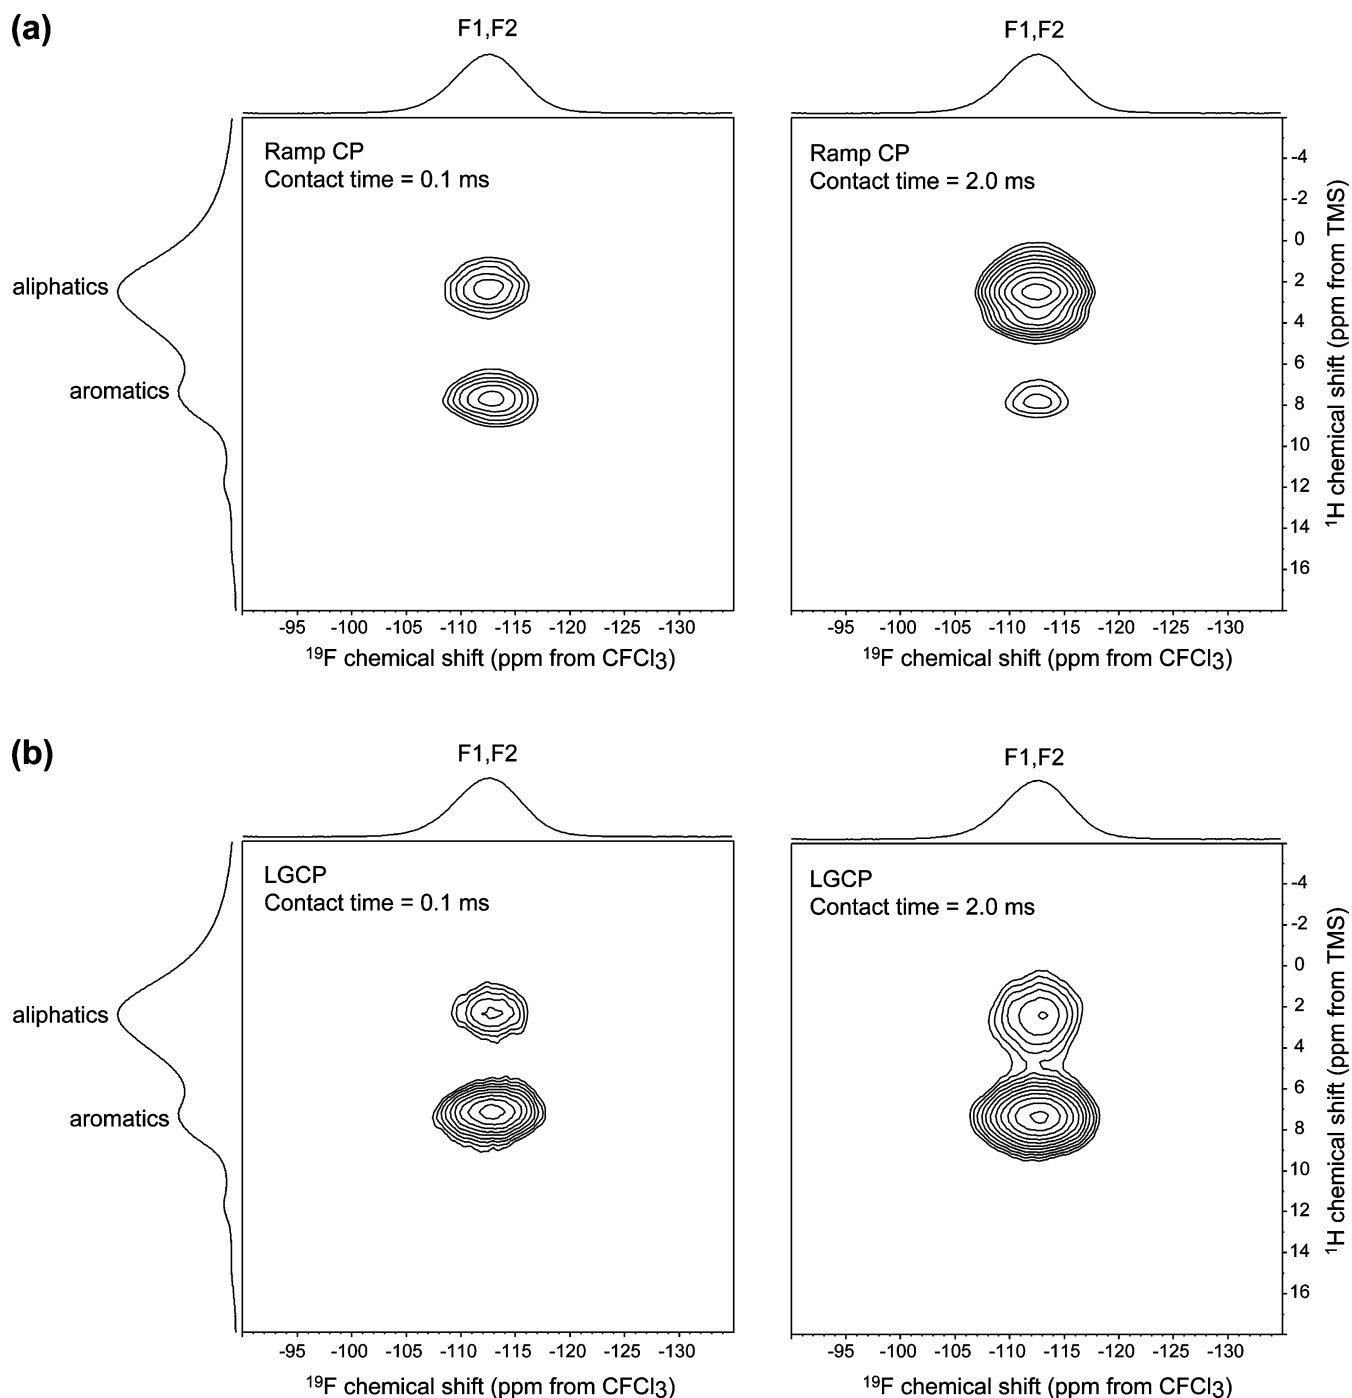 (a)
F1,F2
F1,F2
Ramp CP
Contact time = 0.1 ms
Ramp CP
Contact time = 2.0 ms
aliphatics
aromatics
-4
-2
0
2
4
6
8
10
12
14
16
¹H chemical shift (ppm from TMS)
-95 -100 -105 -110 -115 -120 -125 -130
-95 -100 -105 -110 -115 -120 -125 -130
¹⁹F chemical shift (ppm from CFCl₃)
¹⁹F chemical shift (ppm from CFCl₃)
(b)
F1,F2
F1,F2
LGCP
Contact time = 0.1 ms
LGCP
Contact time = 2.0 ms
aliphatics
aromatics
-4
-2
0
2
4
6
8
10
12
14
16
¹H chemical shift (ppm from TMS)
-95 -100 -105 -110 -115 -120 -125 -130
-95 -100 -105 -110 -115 -120 -125 -130
¹⁹F chemical shift (ppm from CFCl₃)
¹⁹F chemical shift (ppm from CFCl₃)